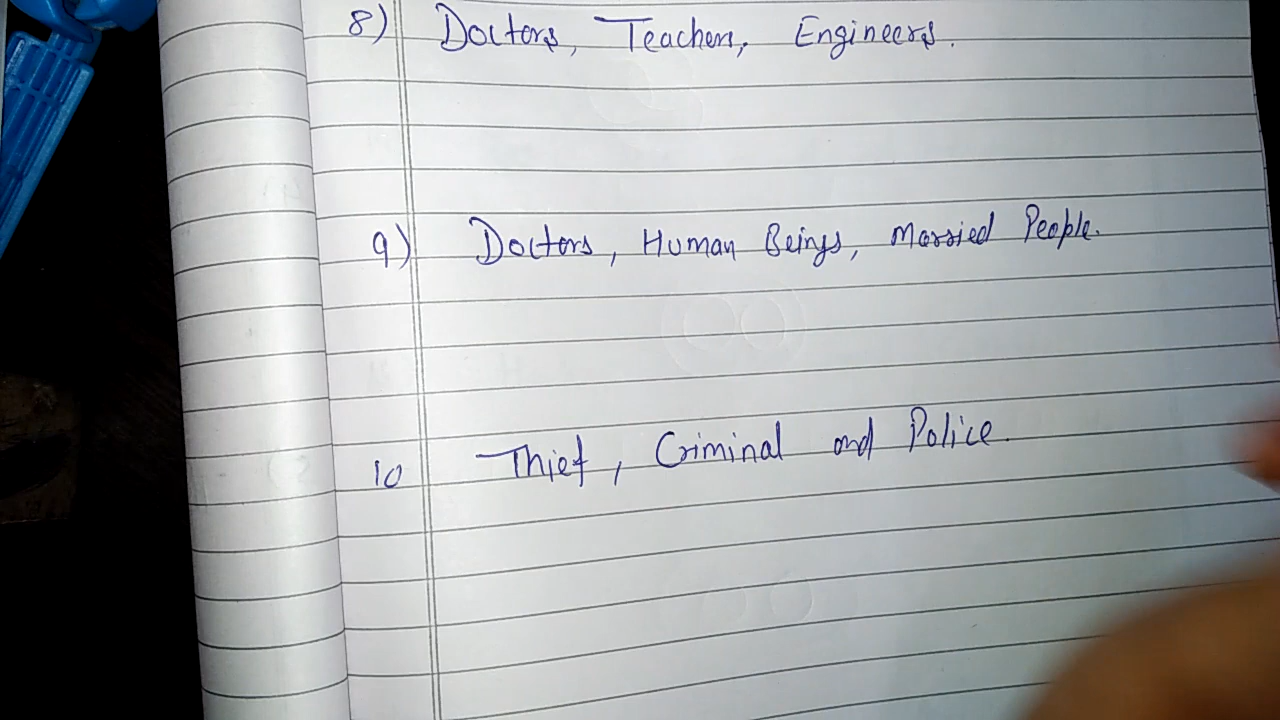 8) Doctors, Teachers, Engineers.
9) Doctors, Human Beings, Married People.
10 Thief, Criminal and Police.